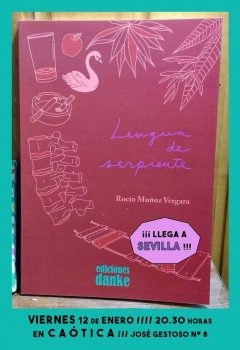 Lengua
de
serpiente
Rocío Muñoz Vergara
¡¡¡ LLEGA A
SEVILLA !!!
ediciones
danke
VIERNES 12 DE ENERO //// 20.30 HORAS
EN CAÓTICA /// JOSÉ GESTOSO Nº 8